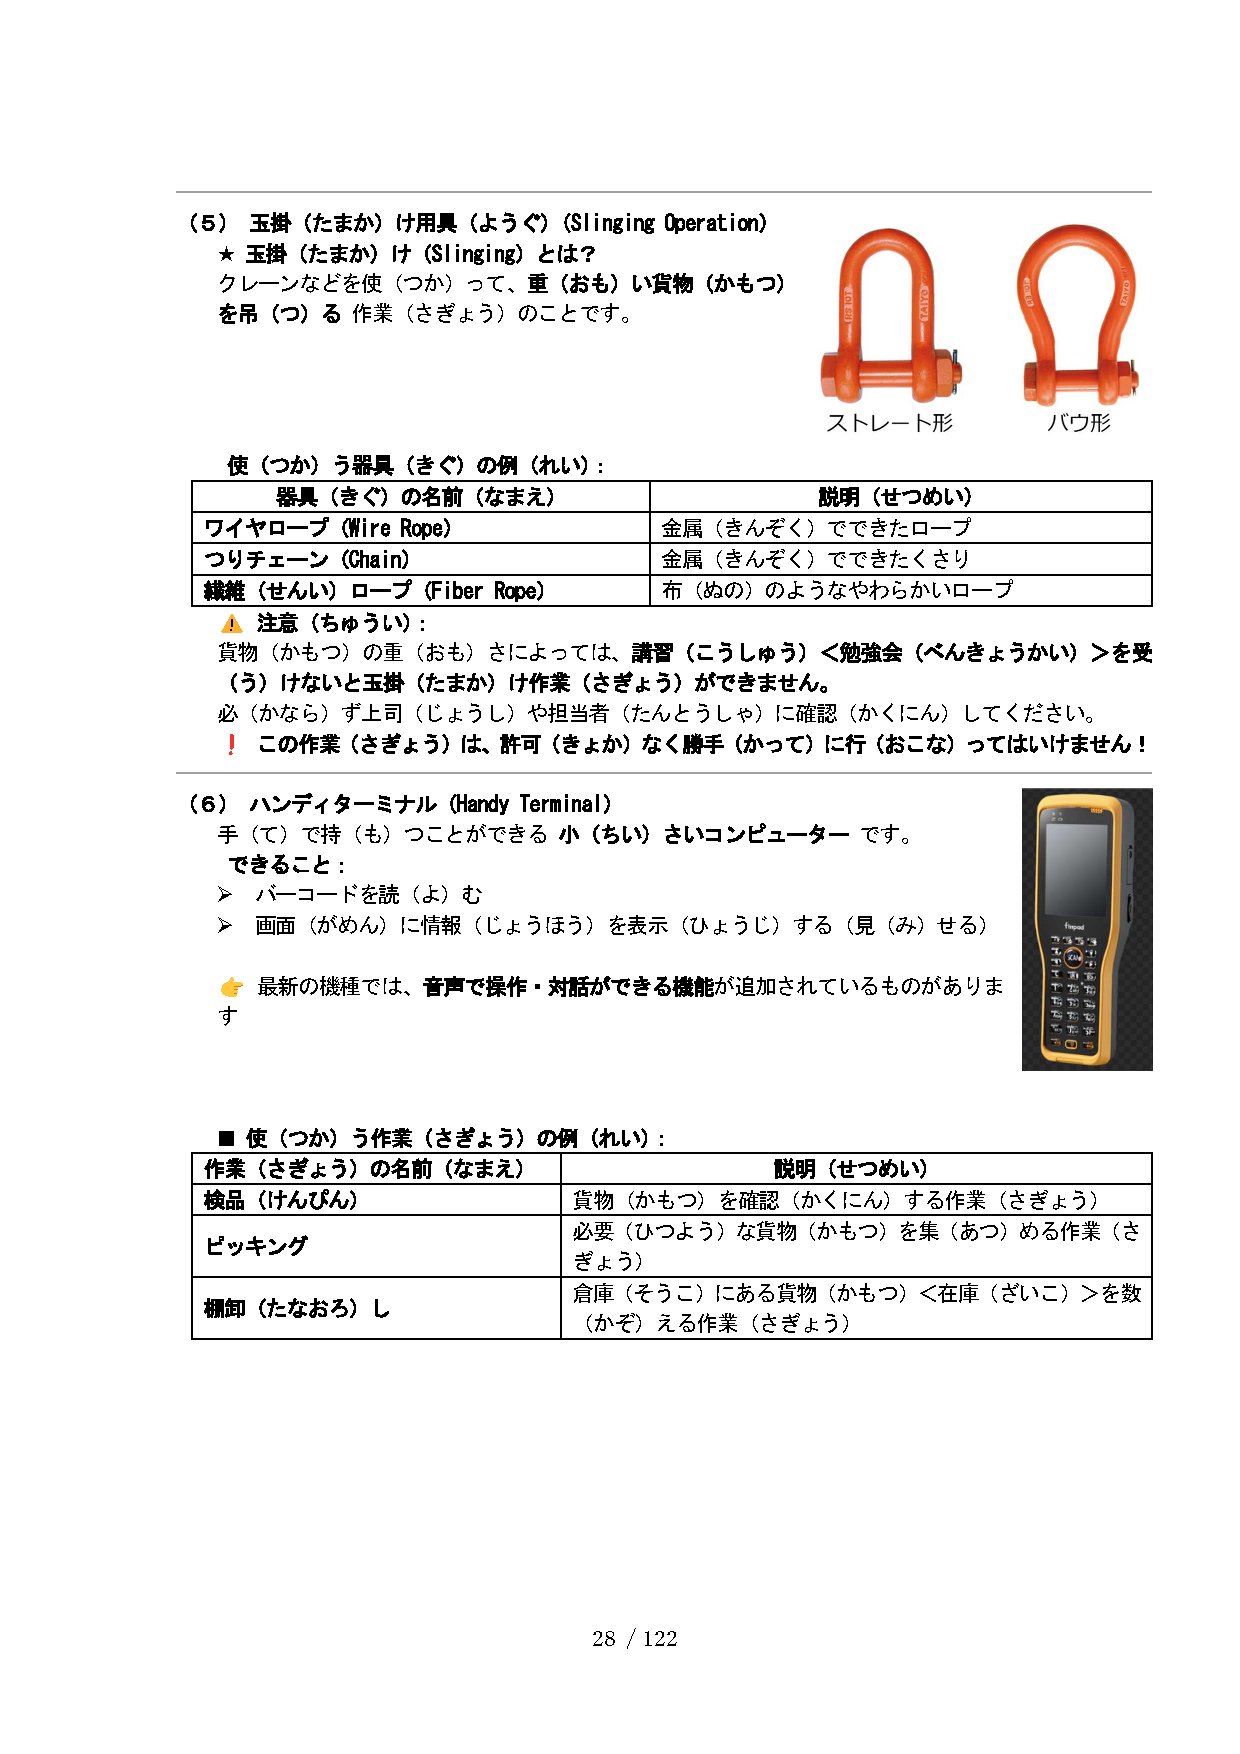 （５） 玉掛（たまか）け用具（ようぐ）(Slinging Operation)
★ 玉掛（たまか）け（Slinging）とは？
クレーンなどを使（つか）って、重（おも）い貨物（かもつ）
を吊（つ）る 作業（さぎょう）のことです。
ストレート形
バウ形
使（つか）う器具（きぐ）の例（れい）：
器具（きぐ）の名前（なまえ） 説明（せつめい）
ワイヤロープ（Wire Rope） 金属（きんぞく）でできたロープ
つりチェーン（Chain） 金属（きんぞく）でできたくさり
繊維（せんい）ロープ（Fiber Rope） 布（ぬの）のようなやわらかいロープ
⚠ 注意（ちゅうい）：
貨物（かもつ）の重（おも）さによっては、講習（こうしゅう）＜勉強会（べんきょうかい）＞を受
（う）けないと玉掛（たまか）け作業（さぎょう）ができません。
必（かなら）ず上司（じょうし）や担当者（たんとうしゃ）に確認（かくにん）してください。
❗ この作業（さぎょう）は、許可（きょか）なく勝手（かって）に行（おこな）ってはいけません！
（６） ハンディターミナル（Handy Terminal）
手（て）で持（も）つことができる 小（ちい）さいコンピューター です。
できること：
➢ バーコードを読（よ）む
➢ 画面（がめん）に情報（じょうほう）を表示（ひょうじ）する（見（み）せる）
👉 最新の機種では、音声で操作・対話ができる機能が追加されているものがありま
す
■ 使（つか）う作業（さぎょう）の例（れい）：
作業（さぎょう）の名前（なまえ） 説明（せつめい）
検品（けんぴん） 貨物（かもつ）を確認（かくにん）する作業（さぎょう）
ピッキング 必要（ひつよう）な貨物（かもつ）を集（あつ）める作業（さ
ぎょう）
棚卸（たなおろ）し 倉庫（そうこ）にある貨物（かもつ）＜在庫（ざいこ）＞を数
（かぞ）える作業（さぎょう）
28 / 122